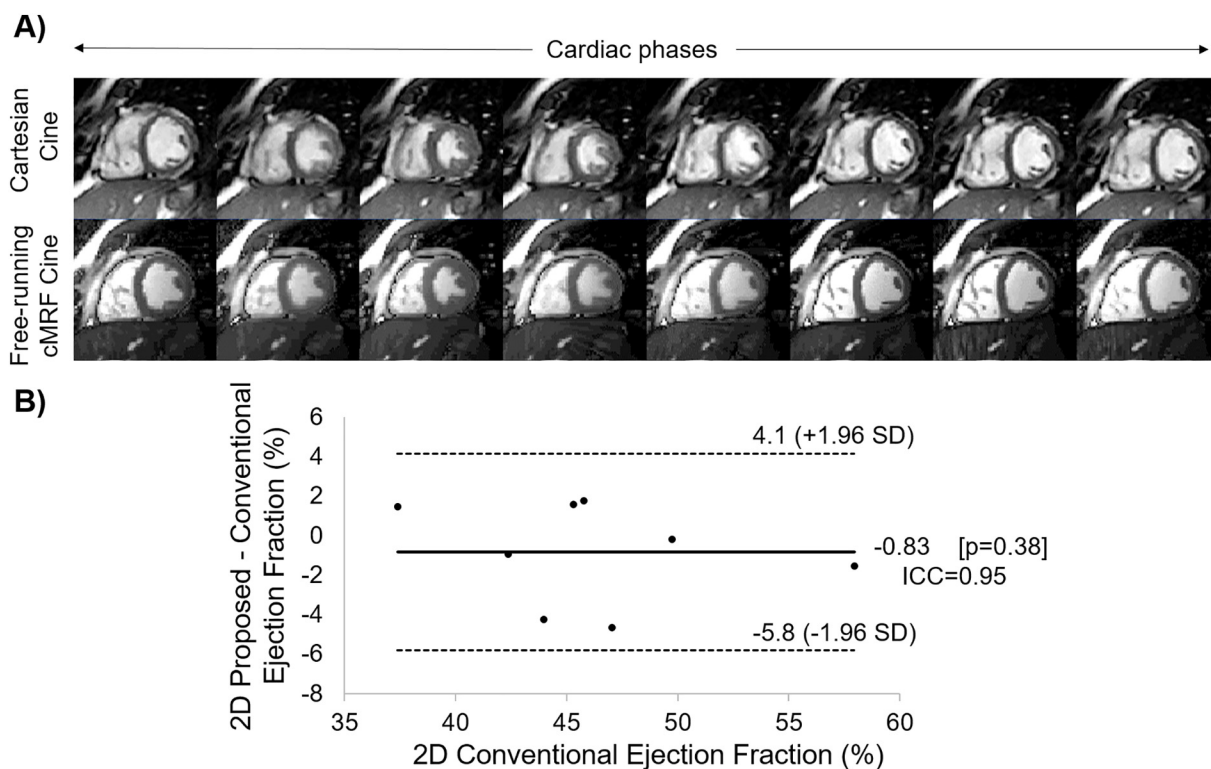 A)
Cardiac phases
Cartesian
Cine
Free-running
cMRF Cine
B)
2D Proposed - Conventional
Ejection Fraction (%)
6
4
2
0
-2
-4
-6
-8
4.1 (+1.96 SD)
-0.83 [p=0.38]
ICC=0.95
-5.8 (-1.96 SD)
35 40 45 50 55 60
2D Conventional Ejection Fraction (%)